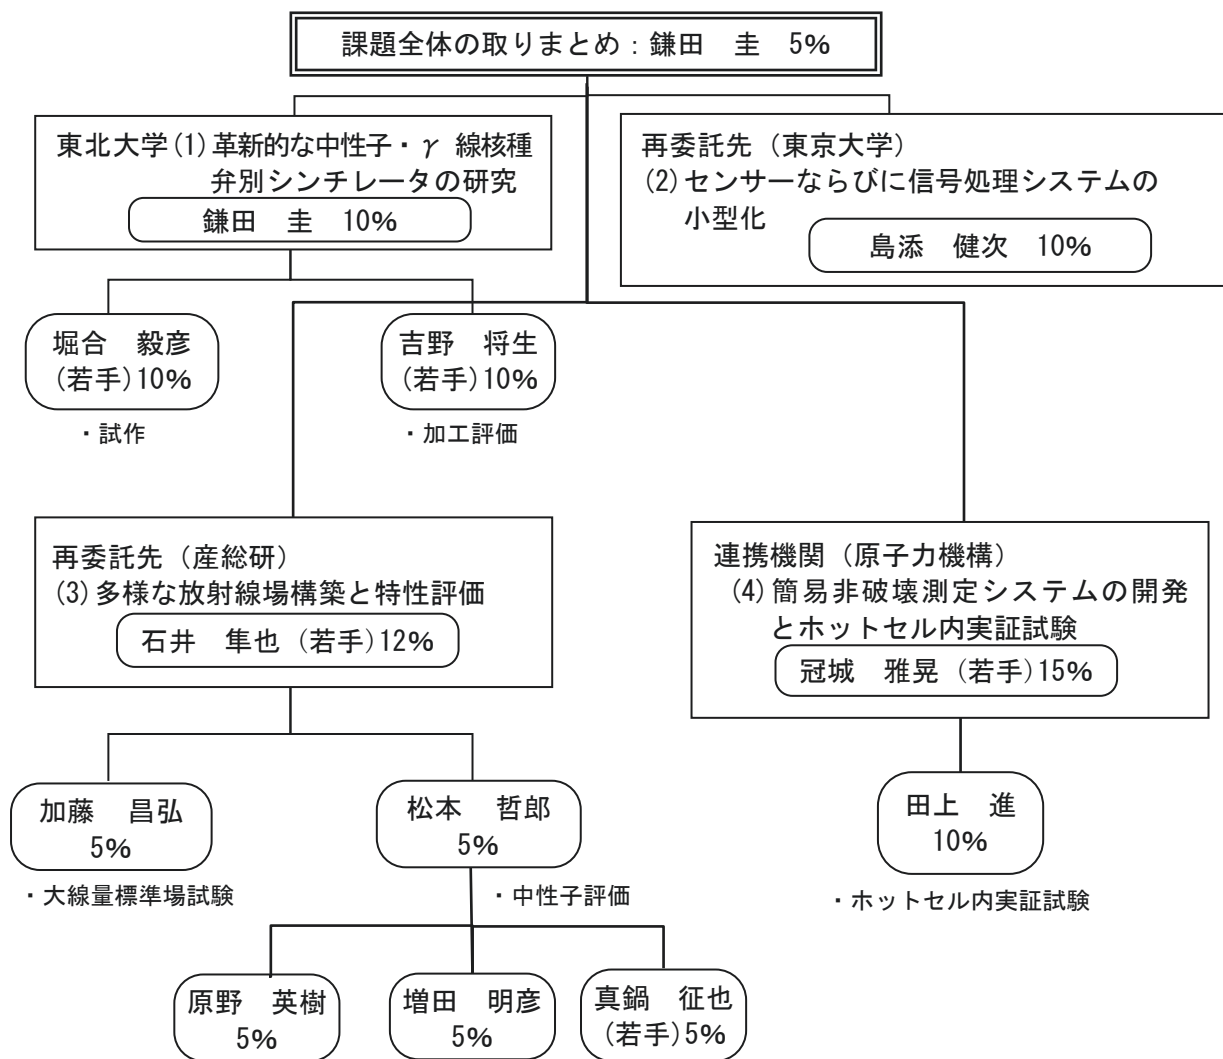 課題全体の取りまとめ：鎌田　圭　5%
東北大学(1)革新的な中性子・γ 線核種
弁別シンチレータの研究
鎌田　圭　10%
再委託先（東京大学）
(2)センサーならびに信号処理システムの
小型化
島添　健次　10%
堀合　毅彦
(若手)10%
・試作
吉野　将生
(若手)10%
・加工評価
再委託先（産総研）
(3)多様な放射線場構築と特性評価
石井　隼也（若手)12%
連携機関（原子力機構）
(4)簡易非破壊測定システムの開発
とホットセル内実証試験
冠城　雅晃（若手)15%
加藤　昌弘
5%
・大線量標準場試験
松本　哲郎
5%
・中性子評価
田上　進
10%
・ホットセル内実証試験
原野　英樹
5%
増田　明彦
5%
真鍋　征也
(若手)5%